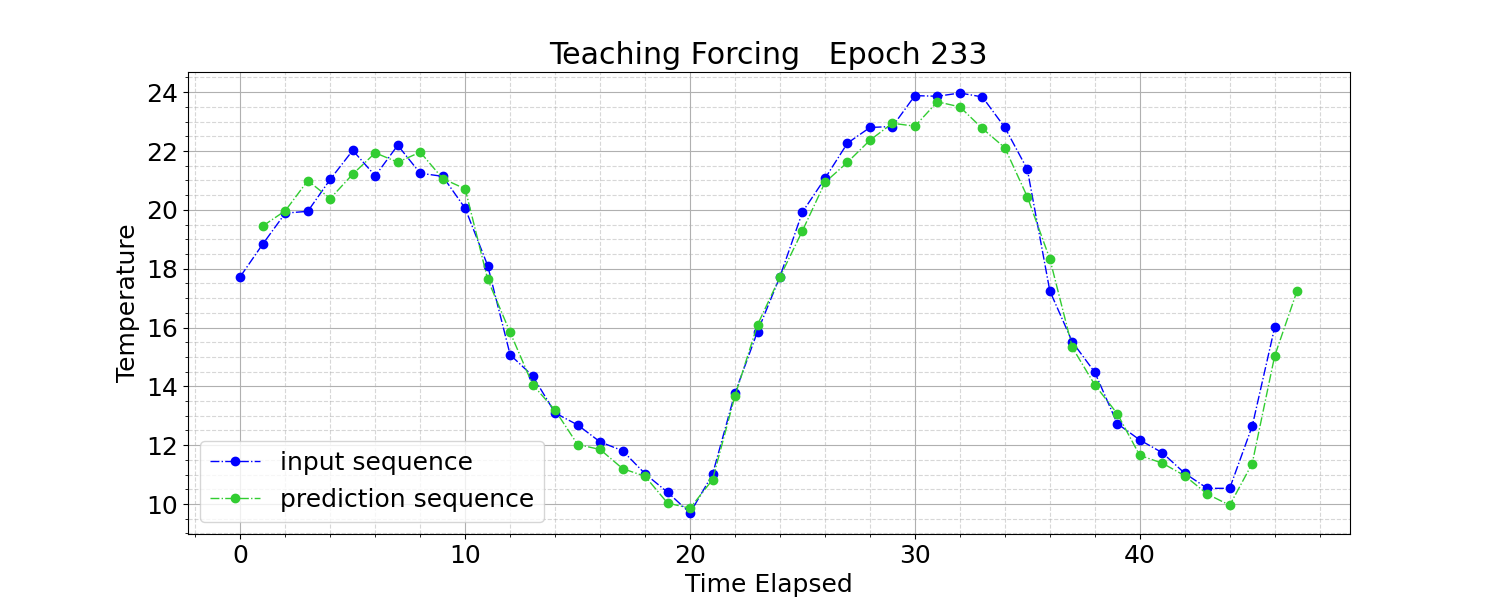 Teaching Forcing   Epoch 233
Temperature
24
22
20
18
16
14
12
10
input sequence
prediction sequence
0 10 20 30 40
Time Elapsed